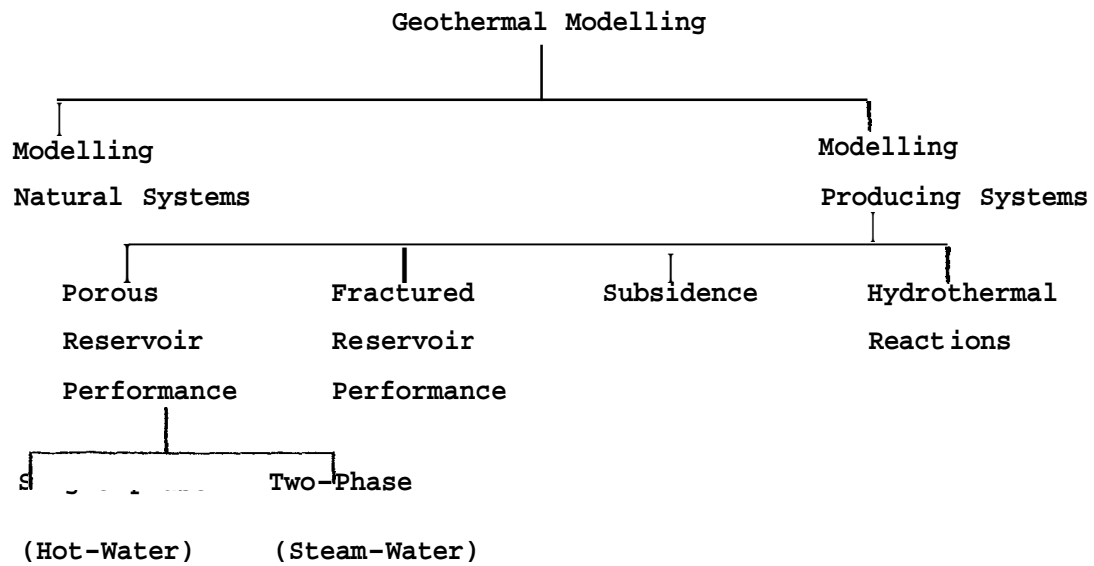 Geothermal Modelling
Modelling
Natural Systems
Modelling
Producing Systems
Porous
Reservoir
Performance
Fractured
Reservoir
Performance
Subsidence
Hydrothermal
Reactions
Two-Phase
(Hot-Water)
(Steam-Water)